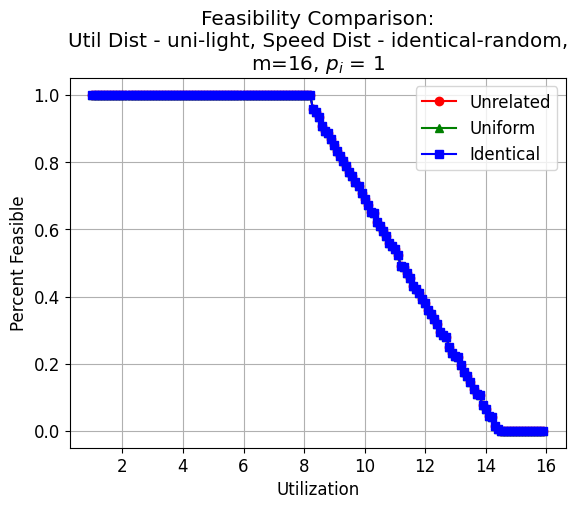 Feasibility Comparison:
Util Dist - uni-light, Speed Dist - identical-random,
m=16, $p_i$ = 1
1.0
0.8
0.6
0.4
0.2
0.0
Percent Feasible
Unrelated
Uniform
Identical
2 4 6 8 10 12 14 16
Utilization